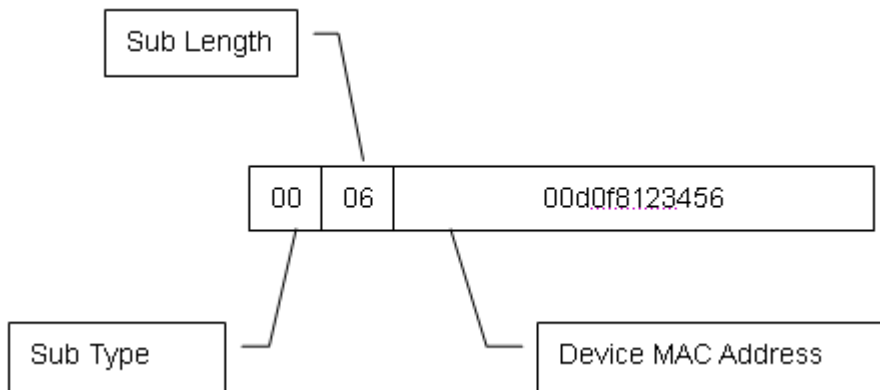 Sub Length
00 06 00d0f8123456
Sub Type
Device MAC Address